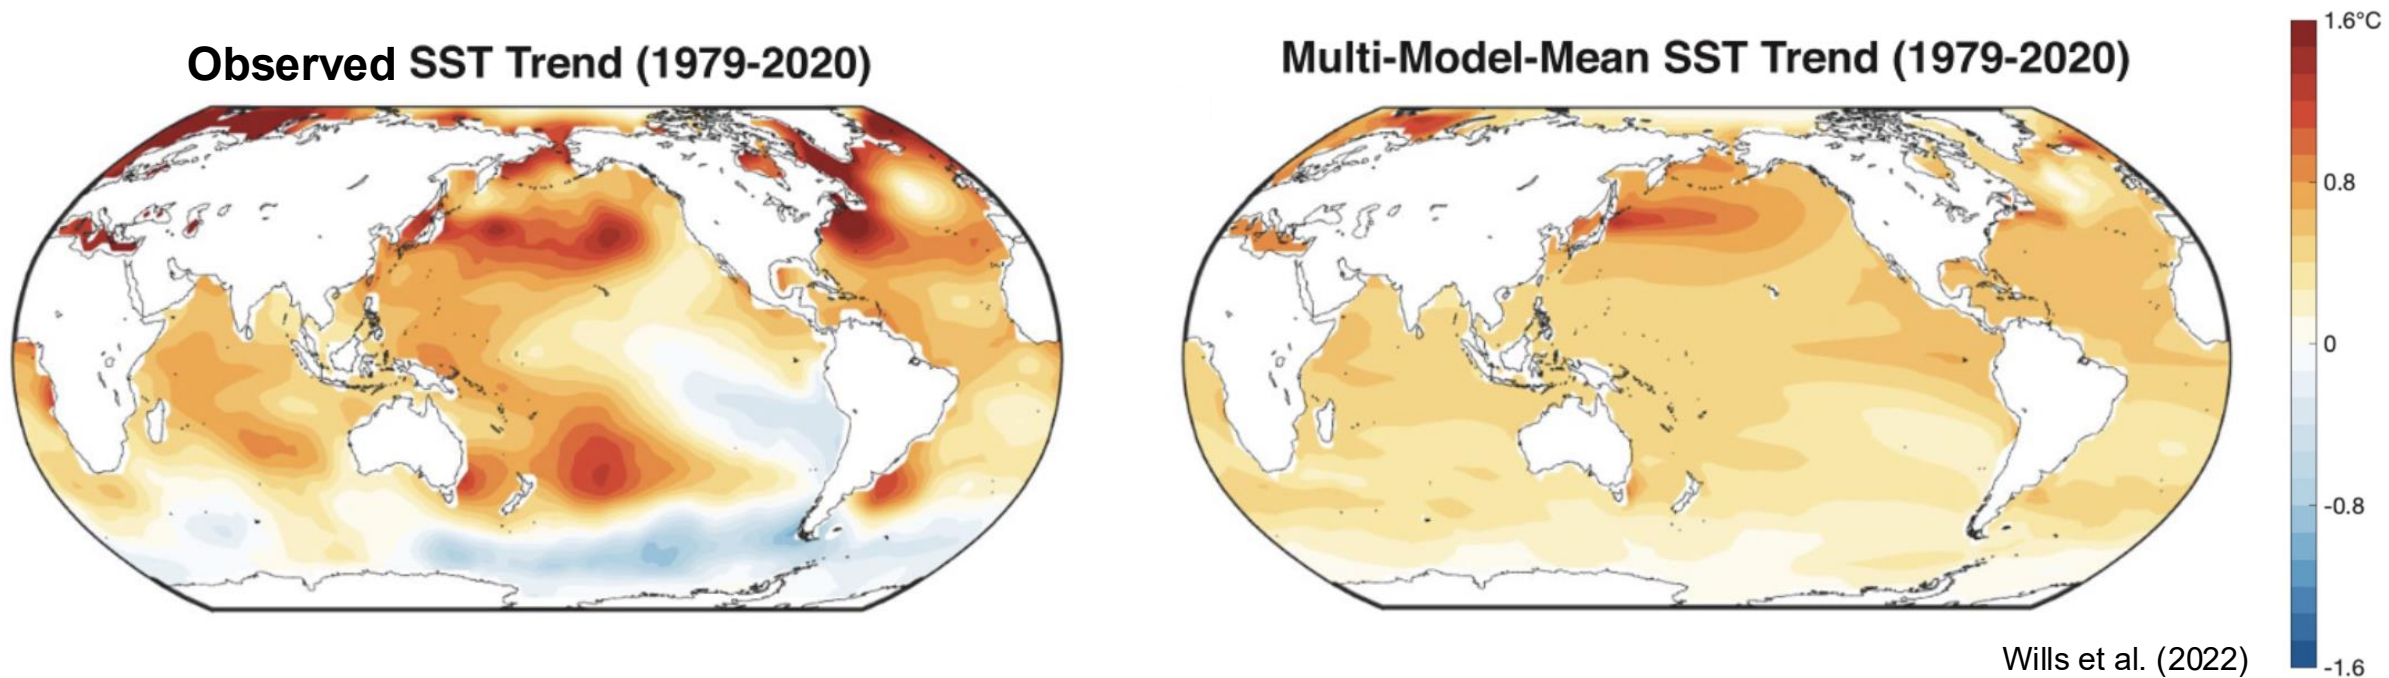 Observed SST Trend (1979-2020)
Multi-Model-Mean SST Trend (1979-2020)
1.6°C
0.8
0
-0.8
-1.6
Wills et al. (2022)